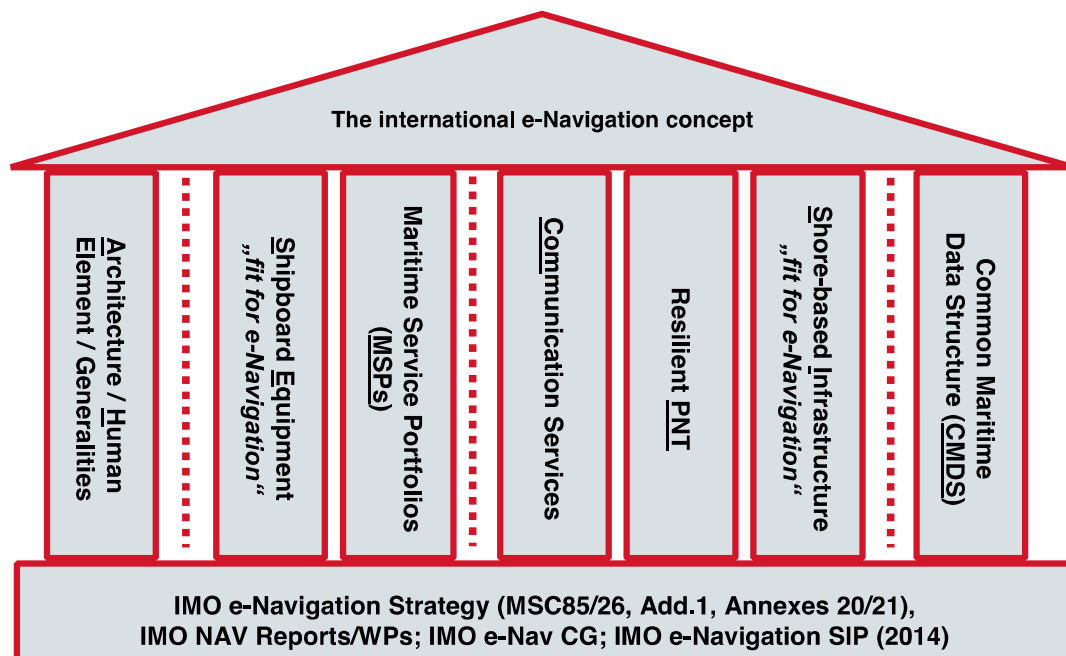 The international e-Navigation concept
Architecture / Human
Element / Generalities
Shipboard Equipment
„fit for e-Navigation“
Maritime Service Portfolios
(MSPs)
Communication Services
Resilient PNT
Shore-based Infrastructure
„fit for e-Navigation“
Common Maritime
Data Structure (CMDS)
IMO e-Navigation Strategy (MSC85/26, Add.1, Annexes 20/21),
IMO NAV Reports/WPs; IMO e-Nav CG; IMO e-Navigation SIP (2014)